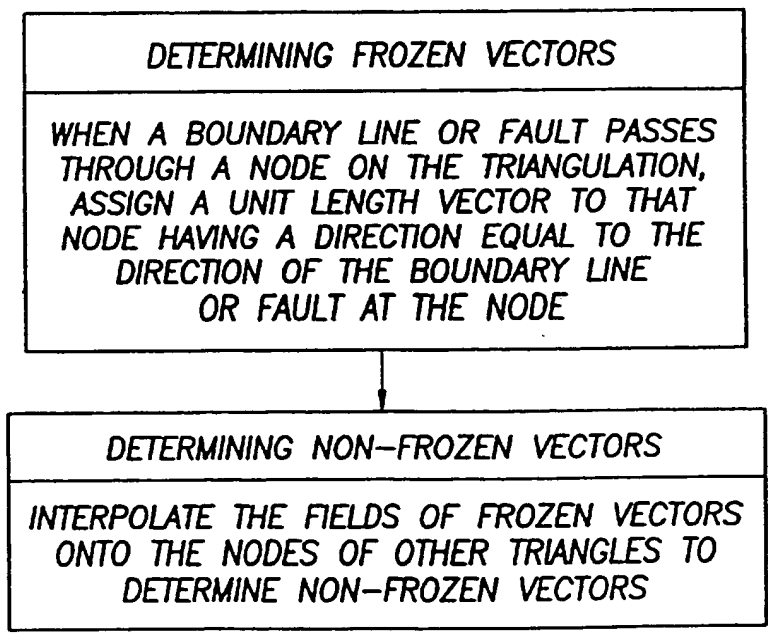 DETERMINING FROZEN VECTORS
WHEN A BOUNDARY LINE OR FAULT PASSES
THROUGH A NODE ON THE TRIANGULATION,
ASSIGN A UNIT LENGTH VECTOR TO THAT
NODE HAVING A DIRECTION EQUAL TO THE
DIRECTION OF THE BOUNDARY LINE
OR FAULT AT THE NODE
DETERMINING NON-FROZEN VECTORS
INTERPOLATE THE FIELDS OF FROZEN VECTORS
ONTO THE NODES OF OTHER TRIANGLES TO
DETERMINE NON-FROZEN VECTORS